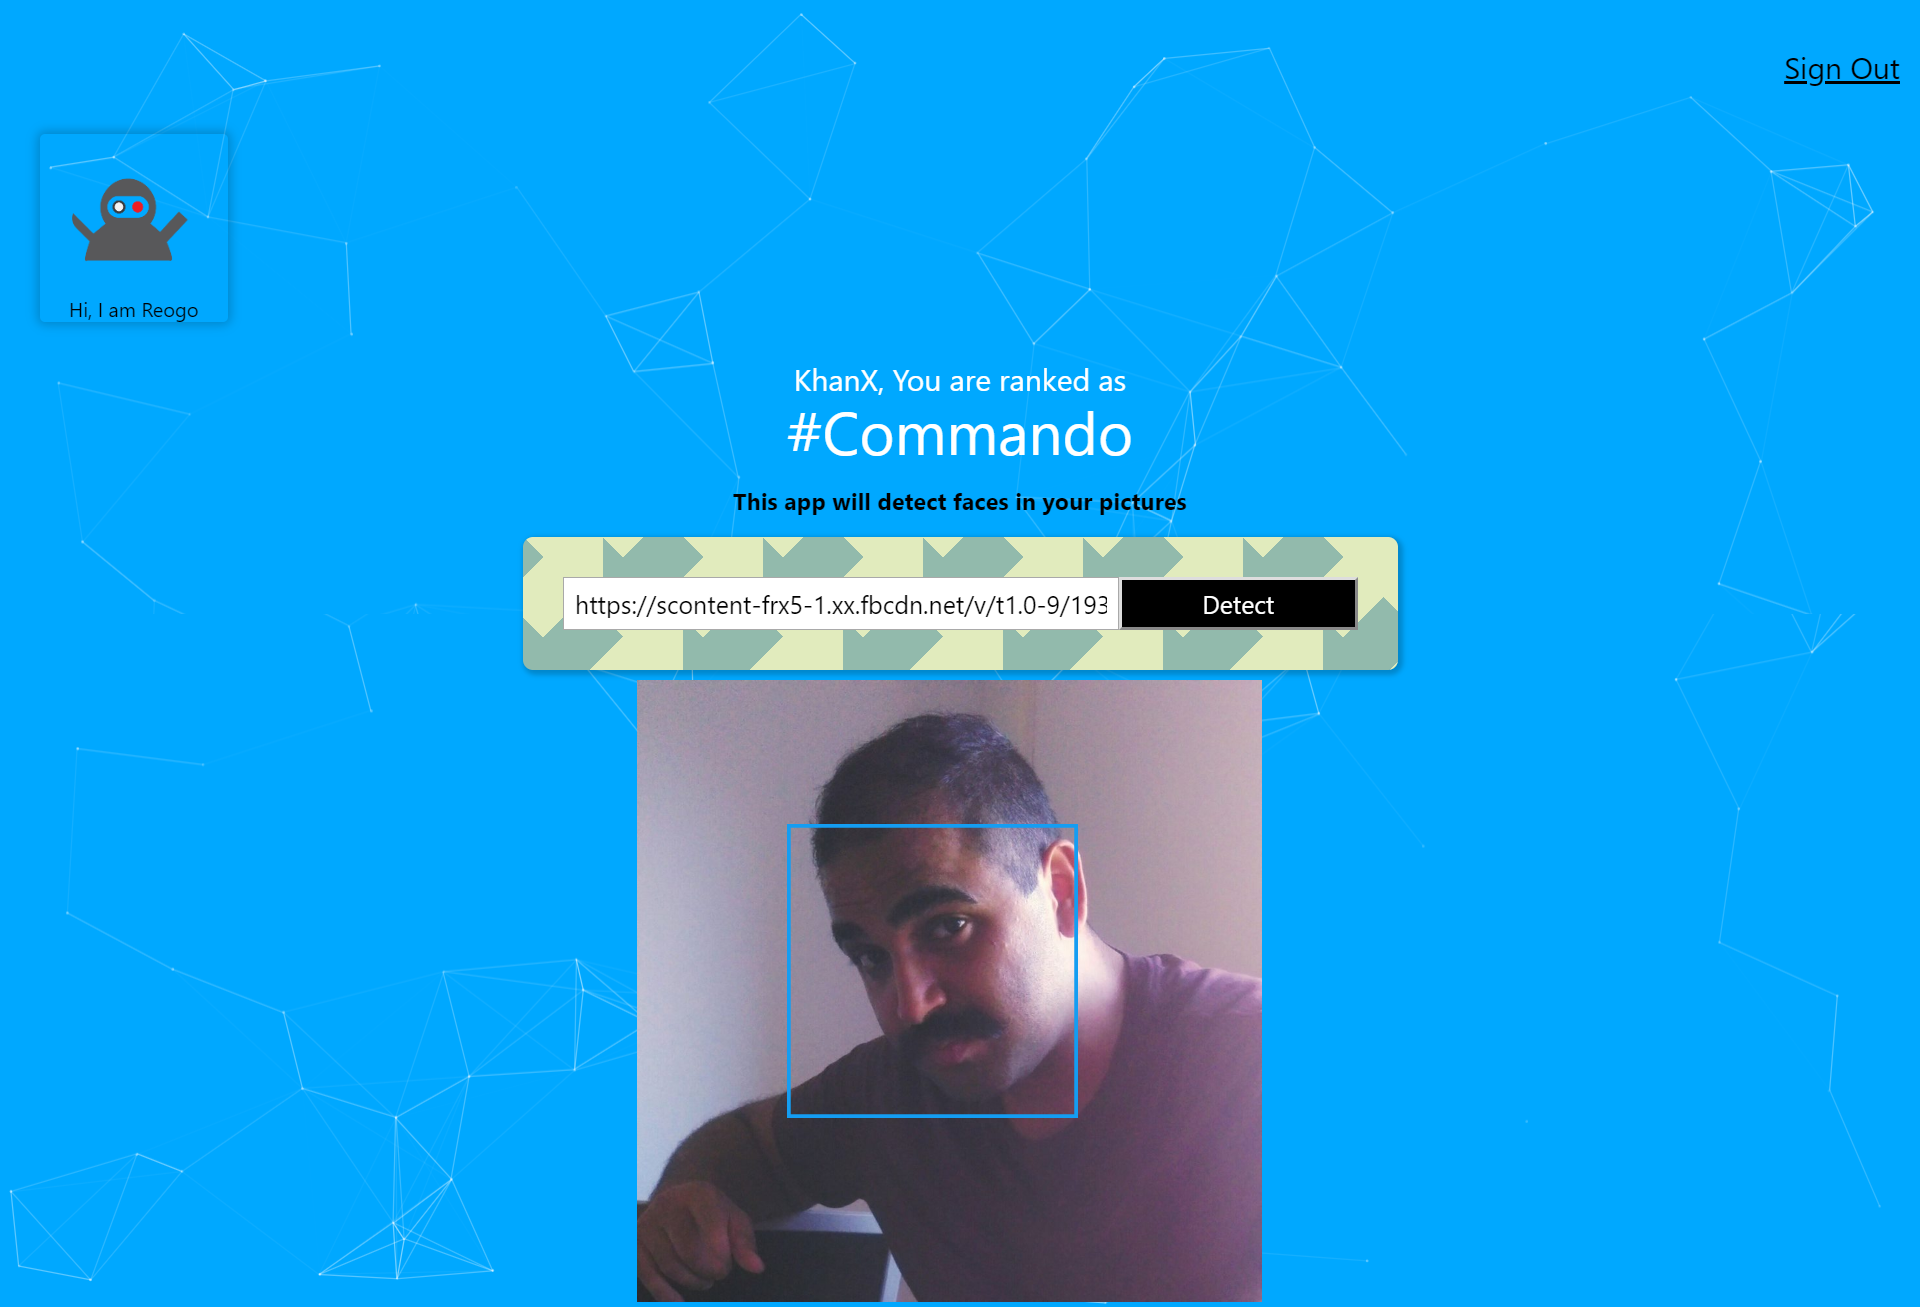 Sign Out
Hi, I am Reogo
KhanX, You are ranked as
#Commando
This app will detect faces in your pictures
https://scontent-frx5-1.xx.fbcdn.net/v/t1.0-9/193
Detect